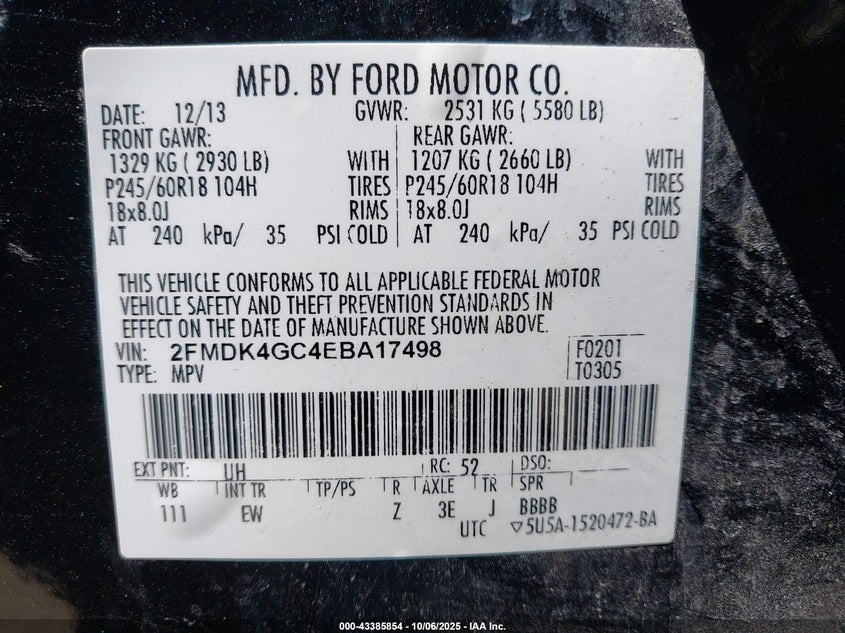 MFD. BY FORD MOTOR CO.
DATE: 12/13 GVWR: 2531 KG ( 5580 LB)
FRONT GAWR: REAR GAWR:
1329 KG ( 2930 LB) WITH 1207 KG ( 2660 LB) WITH
P245/60R18 104H TIRES P245/60R18 104H TIRES
18x8.0J RIMS 18x8.0J RIMS
AT 240 kPa/ 35 PSI COLD AT 240 kPa/ 35 PSI COLD
THIS VEHICLE CONFORMS TO ALL APPLICABLE FEDERAL MOTOR
VEHICLE SAFETY AND THEFT PREVENTION STANDARDS IN
EFFECT ON THE DATE OF MANUFACTURE SHOWN ABOVE.
VIN: 2FMDK4GC4EBA17498 F0201
TYPE: MPV T0305
EXT PNT: UH RC: 52 DSO:
WB INT TR TP/PS R AXLE TR SPR
111 EW Z 3E J BBBB
UTC ▽5U5A-1520472-BA
000-43385854 | 10/06/2025 - IAA Inc.